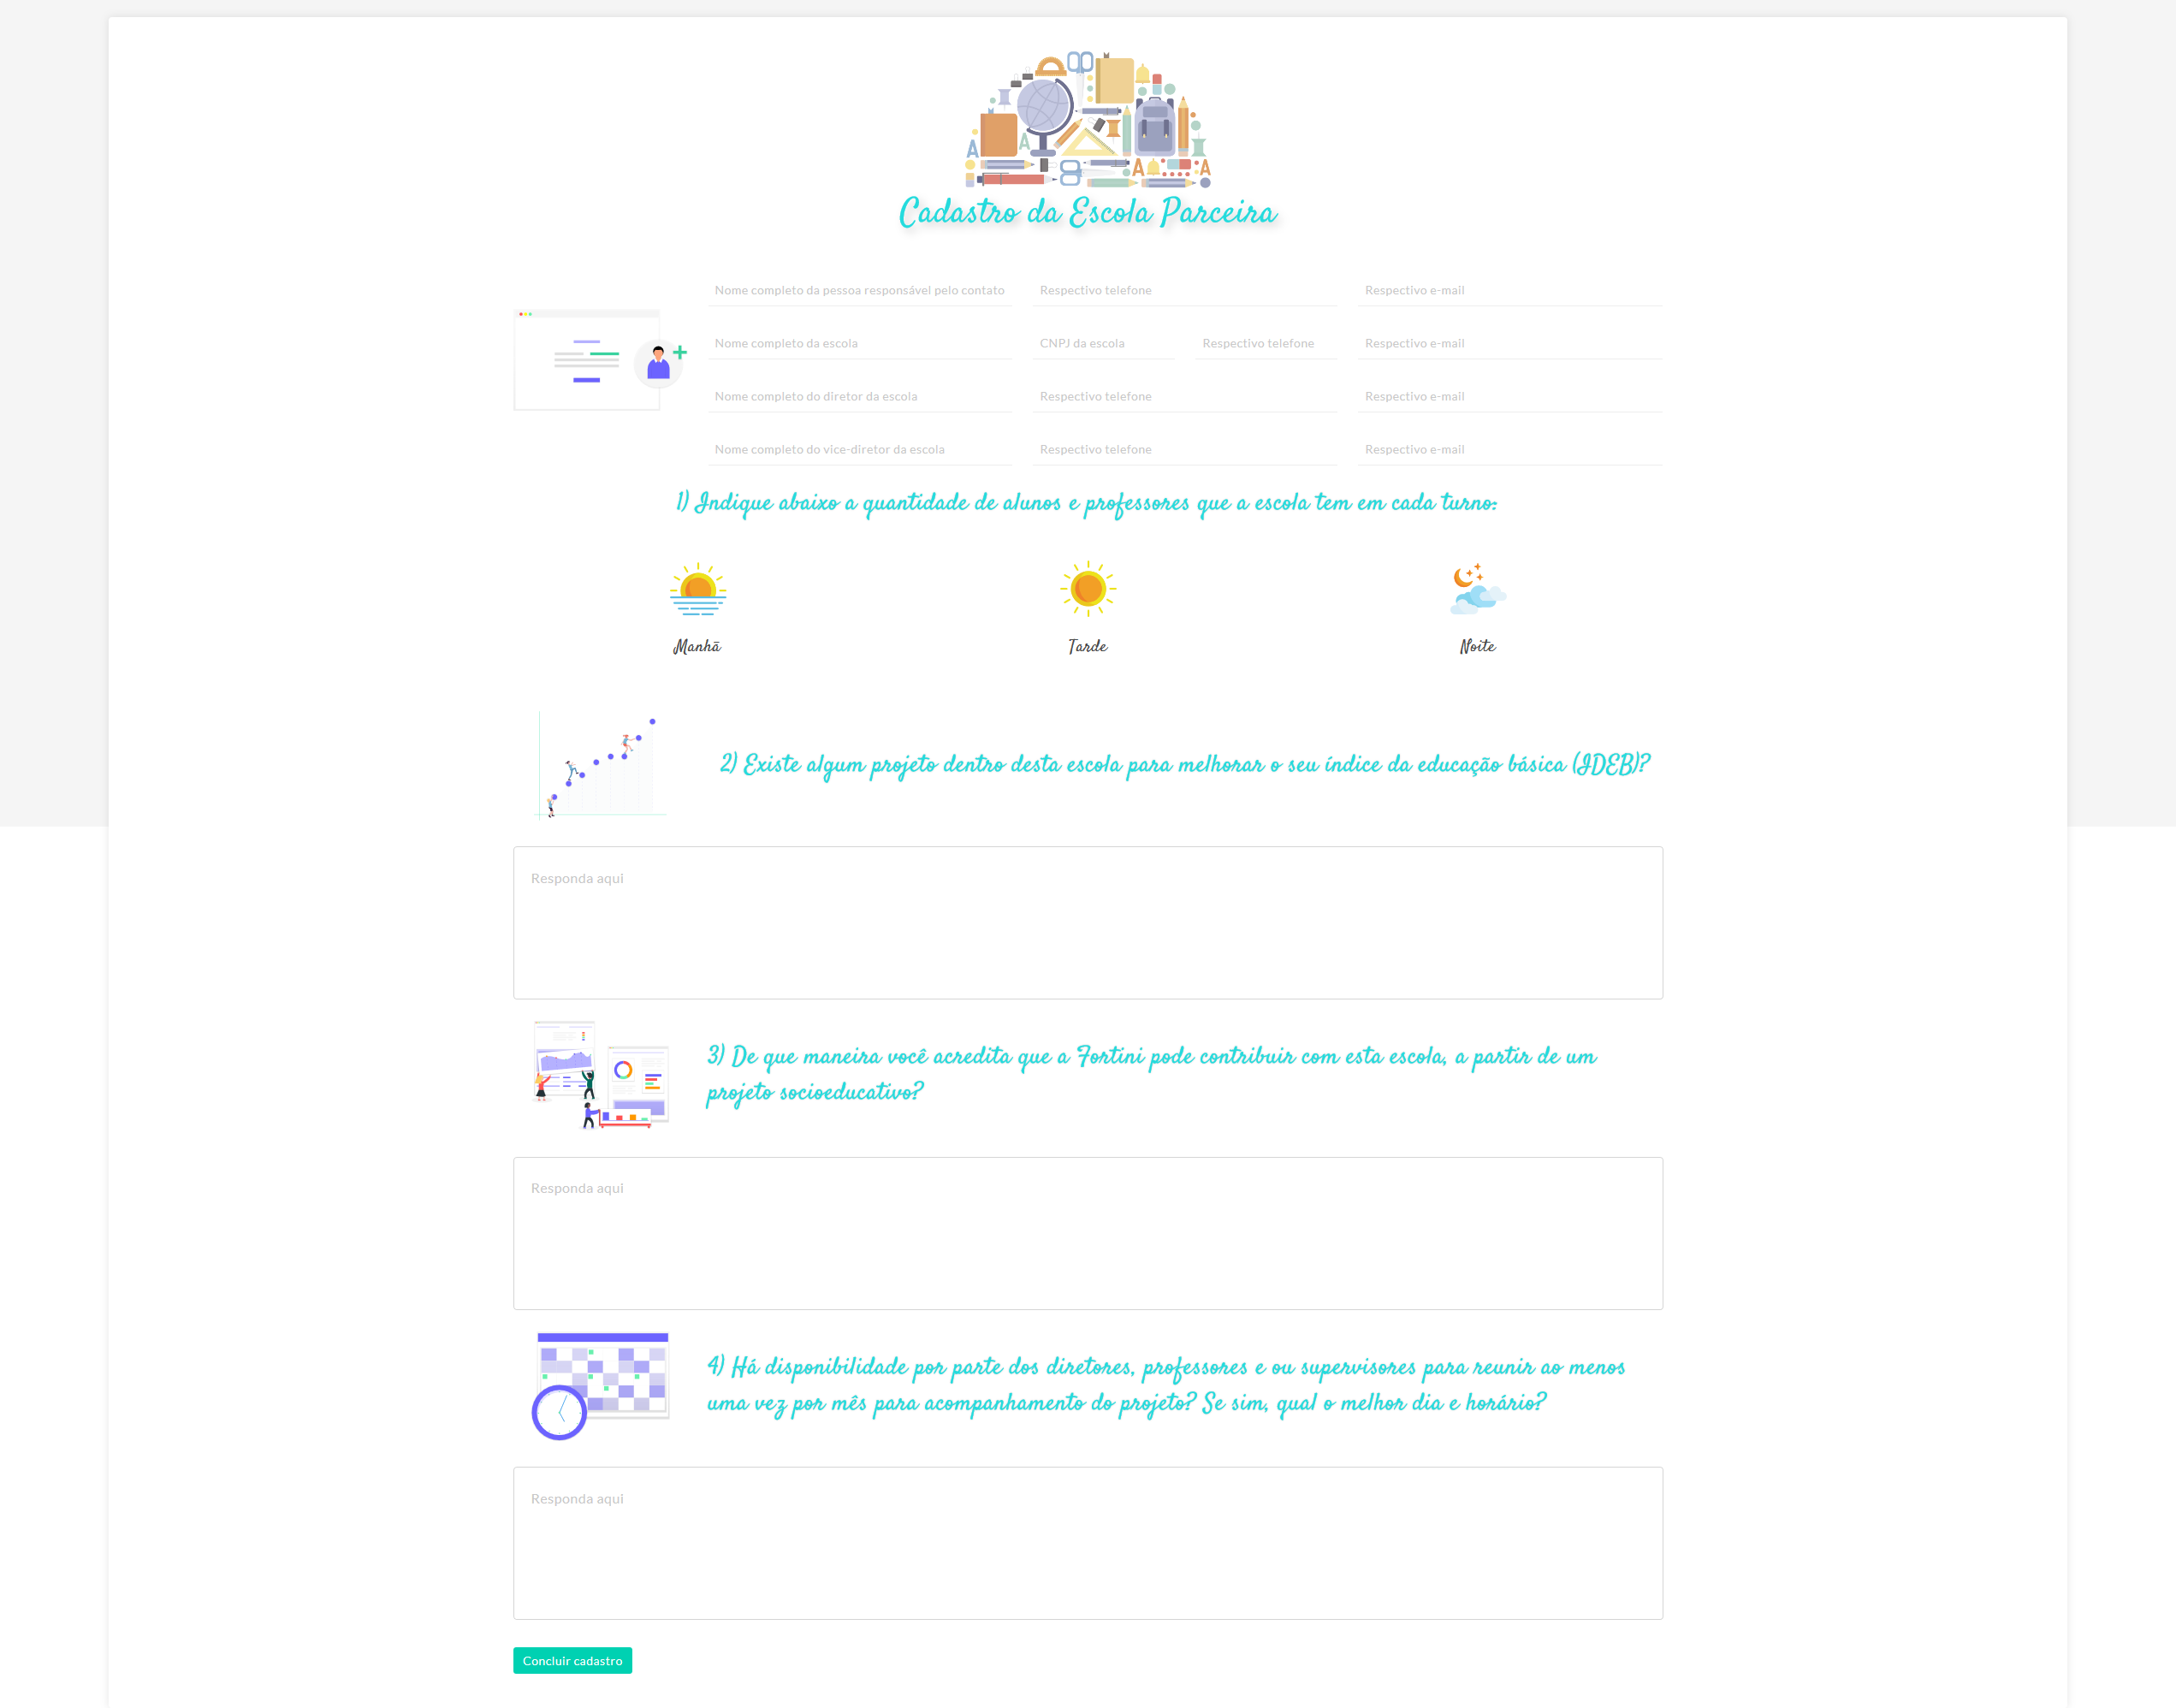 Cadastro da Escola Parceira
Nome completo da pessoa responsável pelo contato
Respectivo telefone
Respectivo e-mail
Nome completo da escola
CNPJ da escola
Respectivo telefone
Respectivo e-mail
Nome completo do diretor da escola
Respectivo telefone
Respectivo e-mail
Nome completo do vice-diretor da escola
Respectivo telefone
Respectivo e-mail
1) Indique abaixo a quantidade de alunos e professores que a escola tem em cada turno:
Manhã
Tarde
Noite
2) Existe algum projeto dentro desta escola para melhorar o seu índice da educação básica (IDEB)?
Responda aqui
3) De que maneira você acredita que a Fortini pode contribuir com esta escola, a partir de um
projeto socioeducativo?
Responda aqui
4) Há disponibilidade por parte dos diretores, professores e ou supervisores para reunir ao menos
uma vez por mês para acompanhamento do projeto? Se sim, qual o melhor dia e horário?
Responda aqui
Concluir cadastro